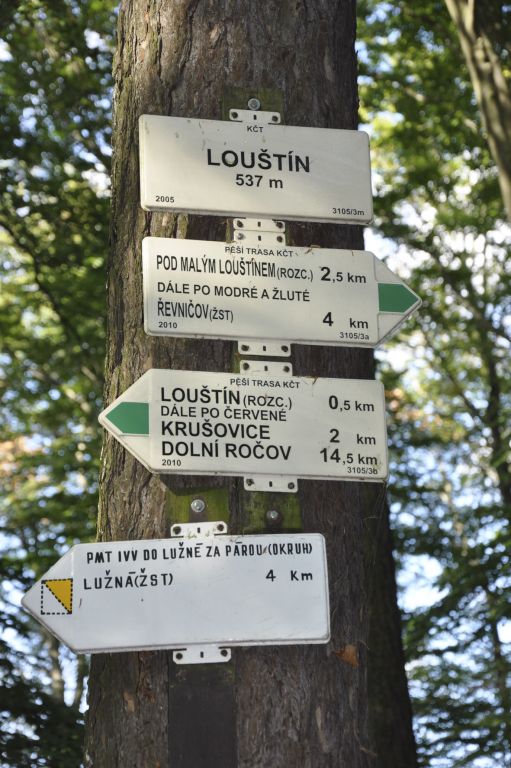 KČT
LOUŠTÍN
537 m
2005 3105/3m
PĚŠÍ TRASA KČT
POD MALÝM LOUŠTÍNEM (ROZC.) 2,5 km
DÁLE PO MODRÉ A ŽLUTÉ
ŘEVNIČOV (ŽST) 4 km
2010 3105/3a
PĚŠÍ TRASA KČT
LOUŠTÍN (ROZC.) 0,5 km
DÁLE PO ČERVENÉ
KRUŠOVICE 2 km
DOLNÍ ROČOV 14,5 km
2010 3105/3b
PMT IVV DO LUŽNÉ ZA PÁROU (OKRUH)
LUŽNÁ (ŽST) 4 Km